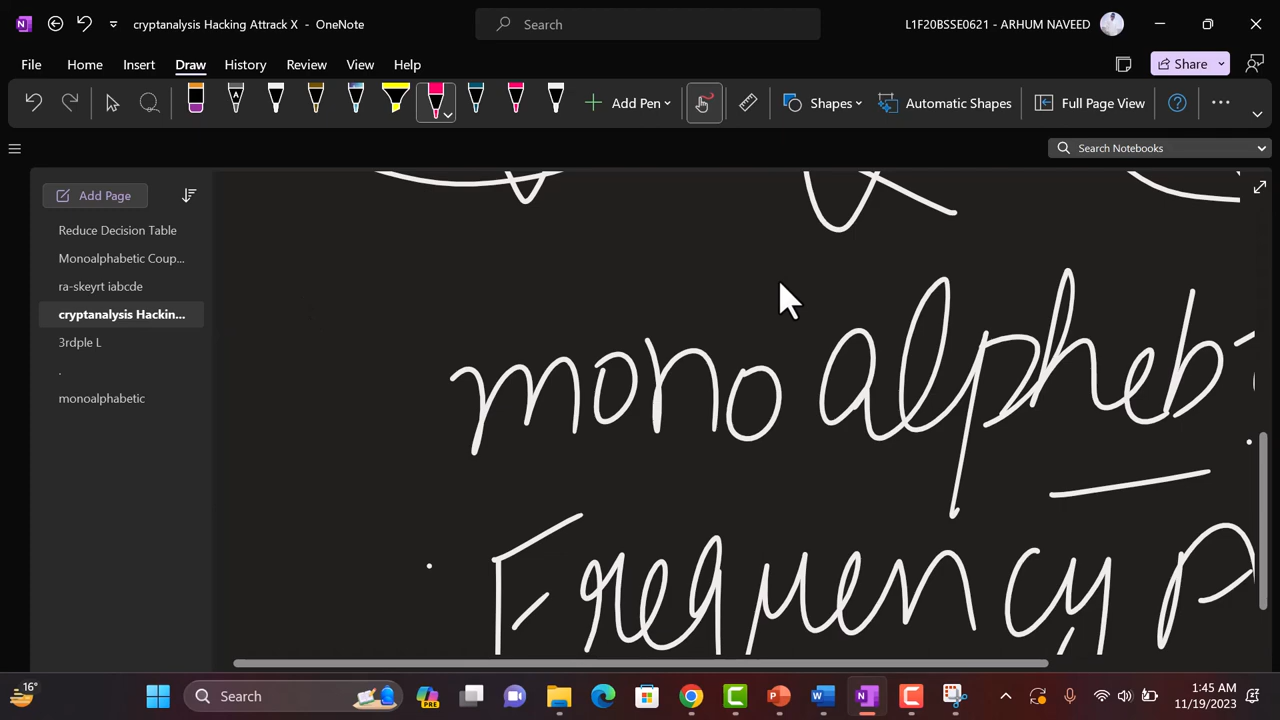 cryptanalysis Hacking Attrack X - OneNote
Search
L1F20BSSE0621 - ARHUM NAVEED
File Home Insert Draw History Review View Help
Share
Add Pen
Shapes
Automatic Shapes
Full Page View
Search Notebooks
Add Page
Reduce Decision Table
Monoalphabetic Coup...
ra-skeyrt iabcde
cryptanalysis Hackin...
3rdple L
.
monoalphabetic
mono alpheb
Frequency
16°
Search
PRE
1:45 AM
11/19/2023